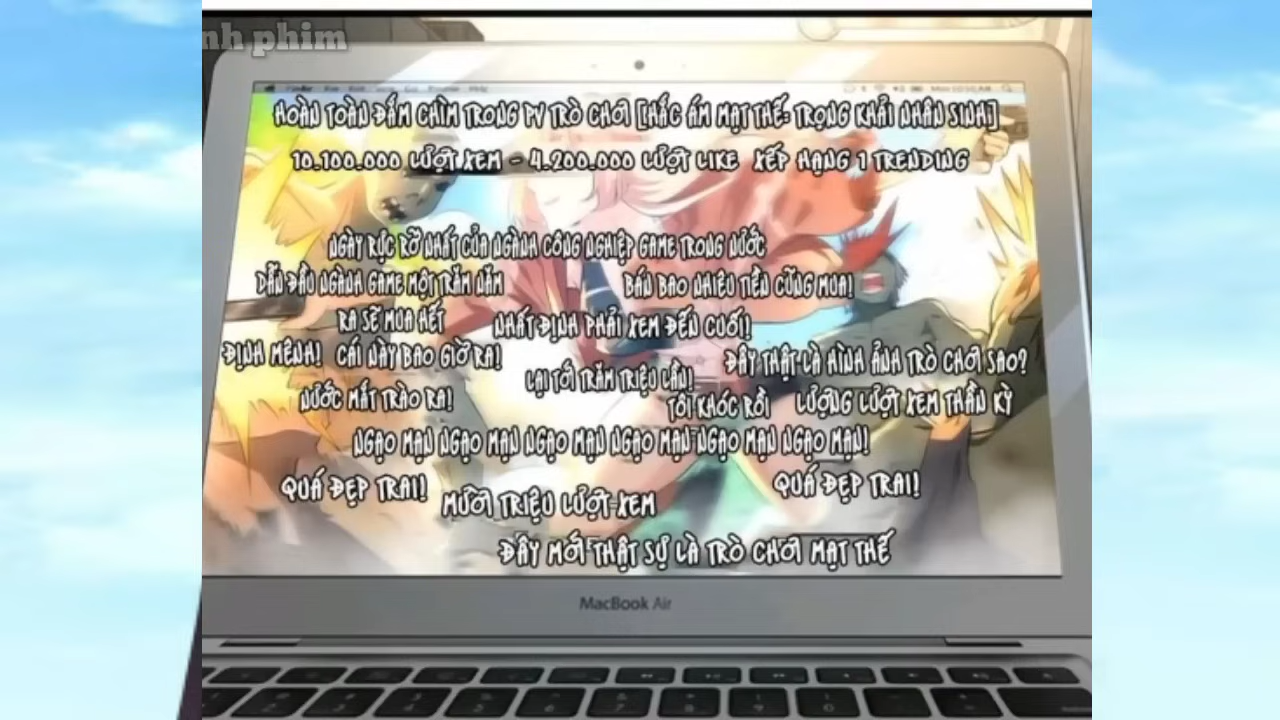 nh phim
HOÀN TOÀN ĐẮM CHÌM TRONG PV TRÒ CHƠI [HẮC ÁM MẠT THẾ: TRỌNG KHẢI NHÂN SINH]
10.100.000 LƯỢT XEM - 4.200.000 LƯỢT LIKE XẾP HẠNG 1 TRENDING
NGÀY RỰC RỠ NHẤT CỦA NGÀNH CÔNG NGHIỆP GAME TRONG NƯỚC
DẪN ĐẦU NGÀNH GAME MỘT TRĂM NĂM BÁN BAO NHIÊU TIỀN CŨNG MUA!
RA SẼ MUA HẾT NHẤT ĐỊNH PHẢI XEM ĐẾN CUỐI!
ĐỊNH MỆNH! CÁI NÀY BAO GIỜ RA! ĐÂY THẬT LÀ HÌNH ẢNH TRÒ CHƠI SAO?
LẠI TỚI TRĂM TRIỆU LẦN!
NƯỚC MẮT TRÀO RA! TÔI KHÓC RỒI LƯỢNG LƯỢT XEM THẦN KỲ
NGẠO MẠN NGẠO MẠN NGẠO MẠN NGẠO MẠN NGẠO MẠN NGẠO MẠN!
QUÁ ĐẸP TRAI! MƯỜI TRIỆU LƯỢT XEM QUÁ ĐẸP TRAI!
ĐÂY MỚI THẬT SỰ LÀ TRÒ CHƠI MẠT THẾ
MacBook Air